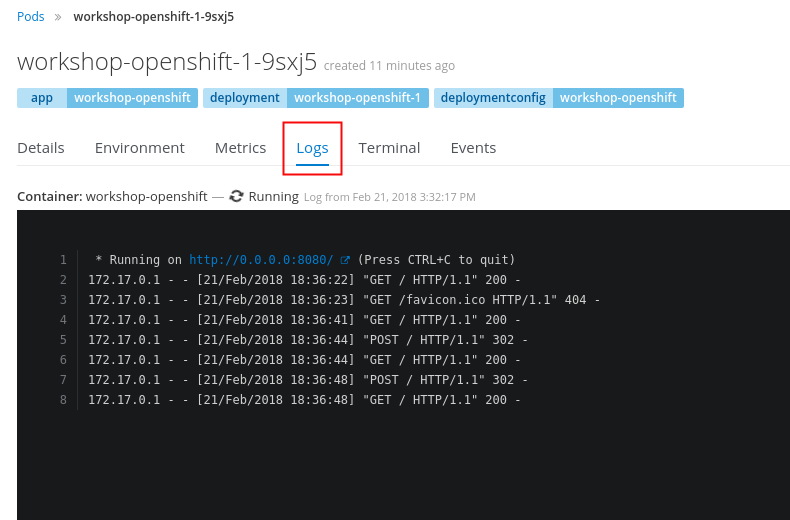 Pods » workshop-openshift-1-9sxj5
workshop-openshift-1-9sxj5 created 11 minutes ago
app workshop-openshift deployment workshop-openshift-1 deploymentconfig workshop-openshift
Details Environment Metrics Logs Terminal Events
Container: workshop-openshift — Running Log from Feb 21, 2018 3:32:17 PM
1 * Running on http://0.0.0.0:8080/ (Press CTRL+C to quit)
2 172.17.0.1 - - [21/Feb/2018 18:36:22] "GET / HTTP/1.1" 200 -
3 172.17.0.1 - - [21/Feb/2018 18:36:23] "GET /favicon.ico HTTP/1.1" 404 -
4 172.17.0.1 - - [21/Feb/2018 18:36:41] "GET / HTTP/1.1" 200 -
5 172.17.0.1 - - [21/Feb/2018 18:36:44] "POST / HTTP/1.1" 302 -
6 172.17.0.1 - - [21/Feb/2018 18:36:44] "GET / HTTP/1.1" 200 -
7 172.17.0.1 - - [21/Feb/2018 18:36:48] "POST / HTTP/1.1" 302 -
8 172.17.0.1 - - [21/Feb/2018 18:36:48] "GET / HTTP/1.1" 200 -